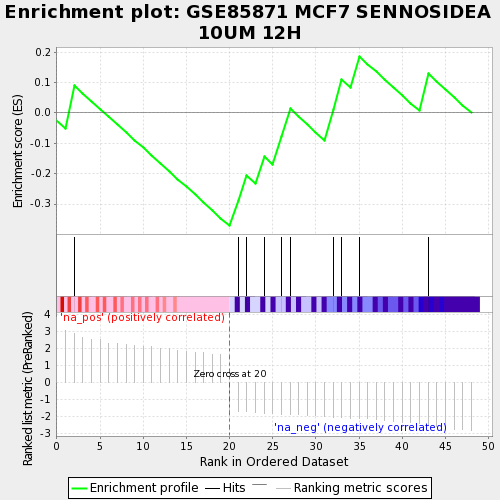 Enrichment plot: GSE85871 MCF7 SENNOSIDEA
10UM 12H
Enrichment score (ES)
0.2
0.1
0.0
-0.1
-0.2
-0.3
'na_pos' (positively correlated)
Ranked list metric (PreRanked)
4
3
2
1
0
-1
-2
-3
Zero cross at 20
'na_neg' (negatively correlated)
0 5 10 15 20 25 30 35 40 45 50
Rank in Ordered Dataset
Enrichment profile Hits Ranking metric scores